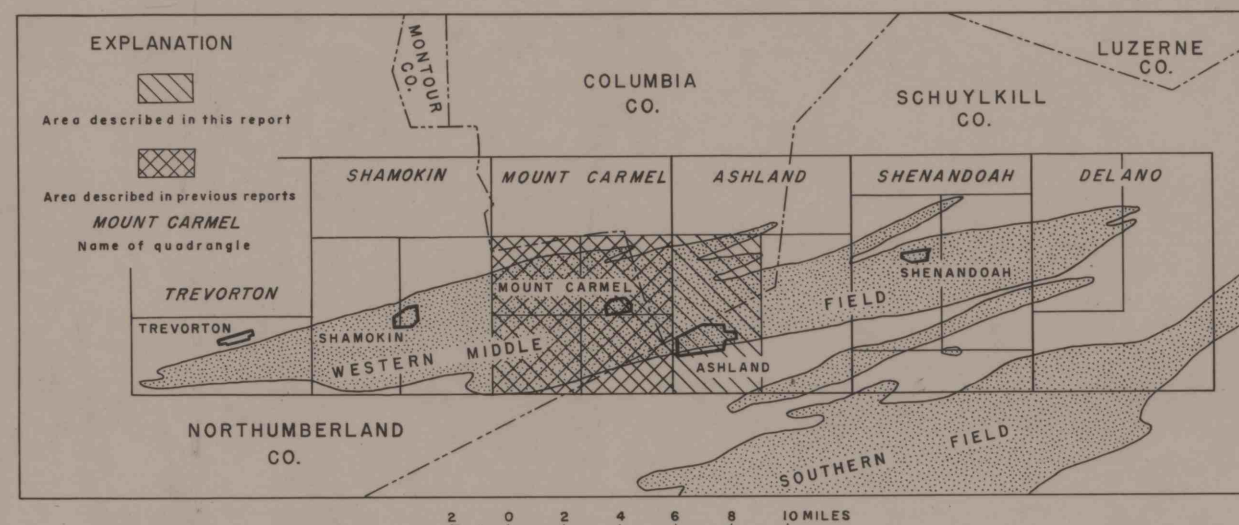 EXPLANATION
Area described in this report
Area described in previous reports
MOUNT CARMEL
Name of quadrangle
MONTOUR
CO.
COLUMBIA
CO.
SCHUYLKILL
CO.
LUZERNE
CO.
SHAMOKIN
MOUNT CARMEL
ASHLAND
SHENANDOAH
DELANO
TREVORTON
TREVORTON
SHAMOKIN
MOUNT CARMEL
ASHLAND
SHENANDOAH
WESTERN MIDDLE FIELD
NORTHUMBERLAND
CO.
SOUTHERN FIELD
2 0 2 4 6 8 10 MILES